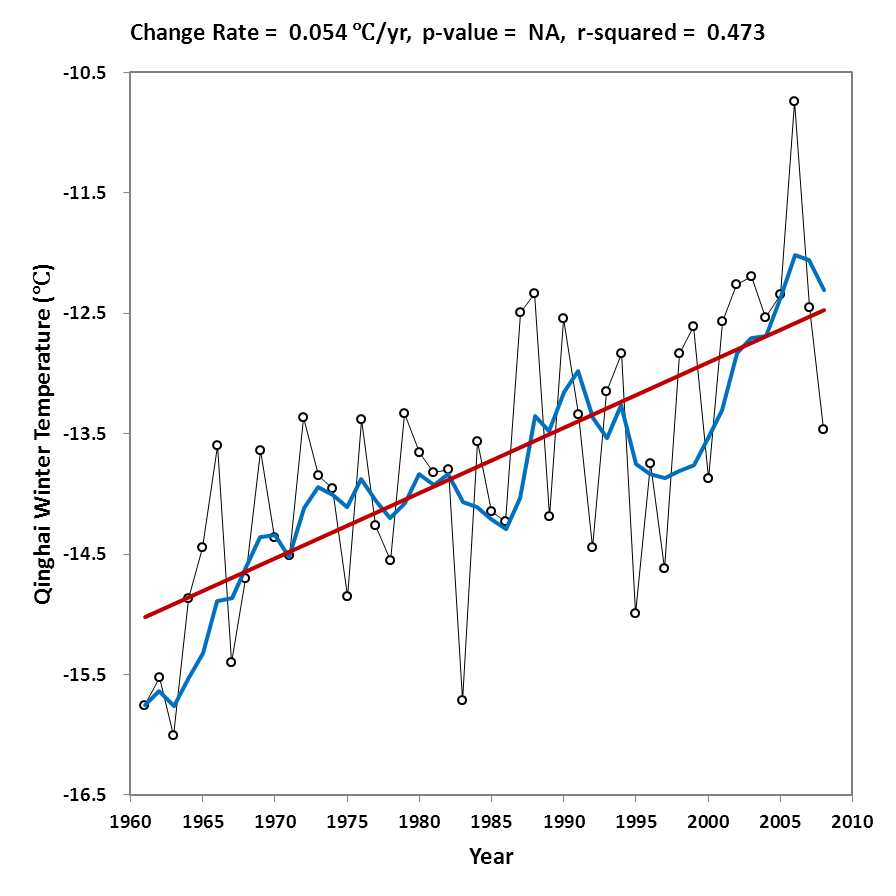 Change Rate = 0.054 ℃/yr, p-value = NA, r-squared = 0.473
-10.5
-11.5
-12.5
-13.5
-14.5
-15.5
-16.5
Qinghai Winter Temperature (℃)
1960 1965 1970 1975 1980 1985 1990 1995 2000 2005 2010
Year